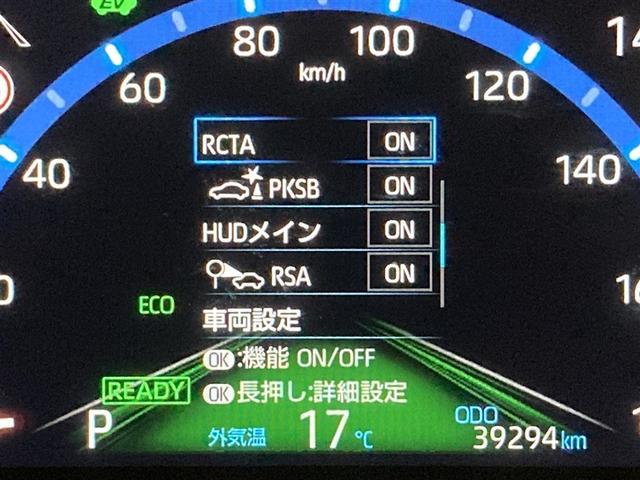 EV
80
100
km/h
60
120
40
140
RCTA ON
PKSB ON
HUDメイン ON
RSA ON
ECO
車両設定
OK:機能 ON/OFF
READY
OK長押し:詳細設定
P
外気温 17℃
ODO
39294km